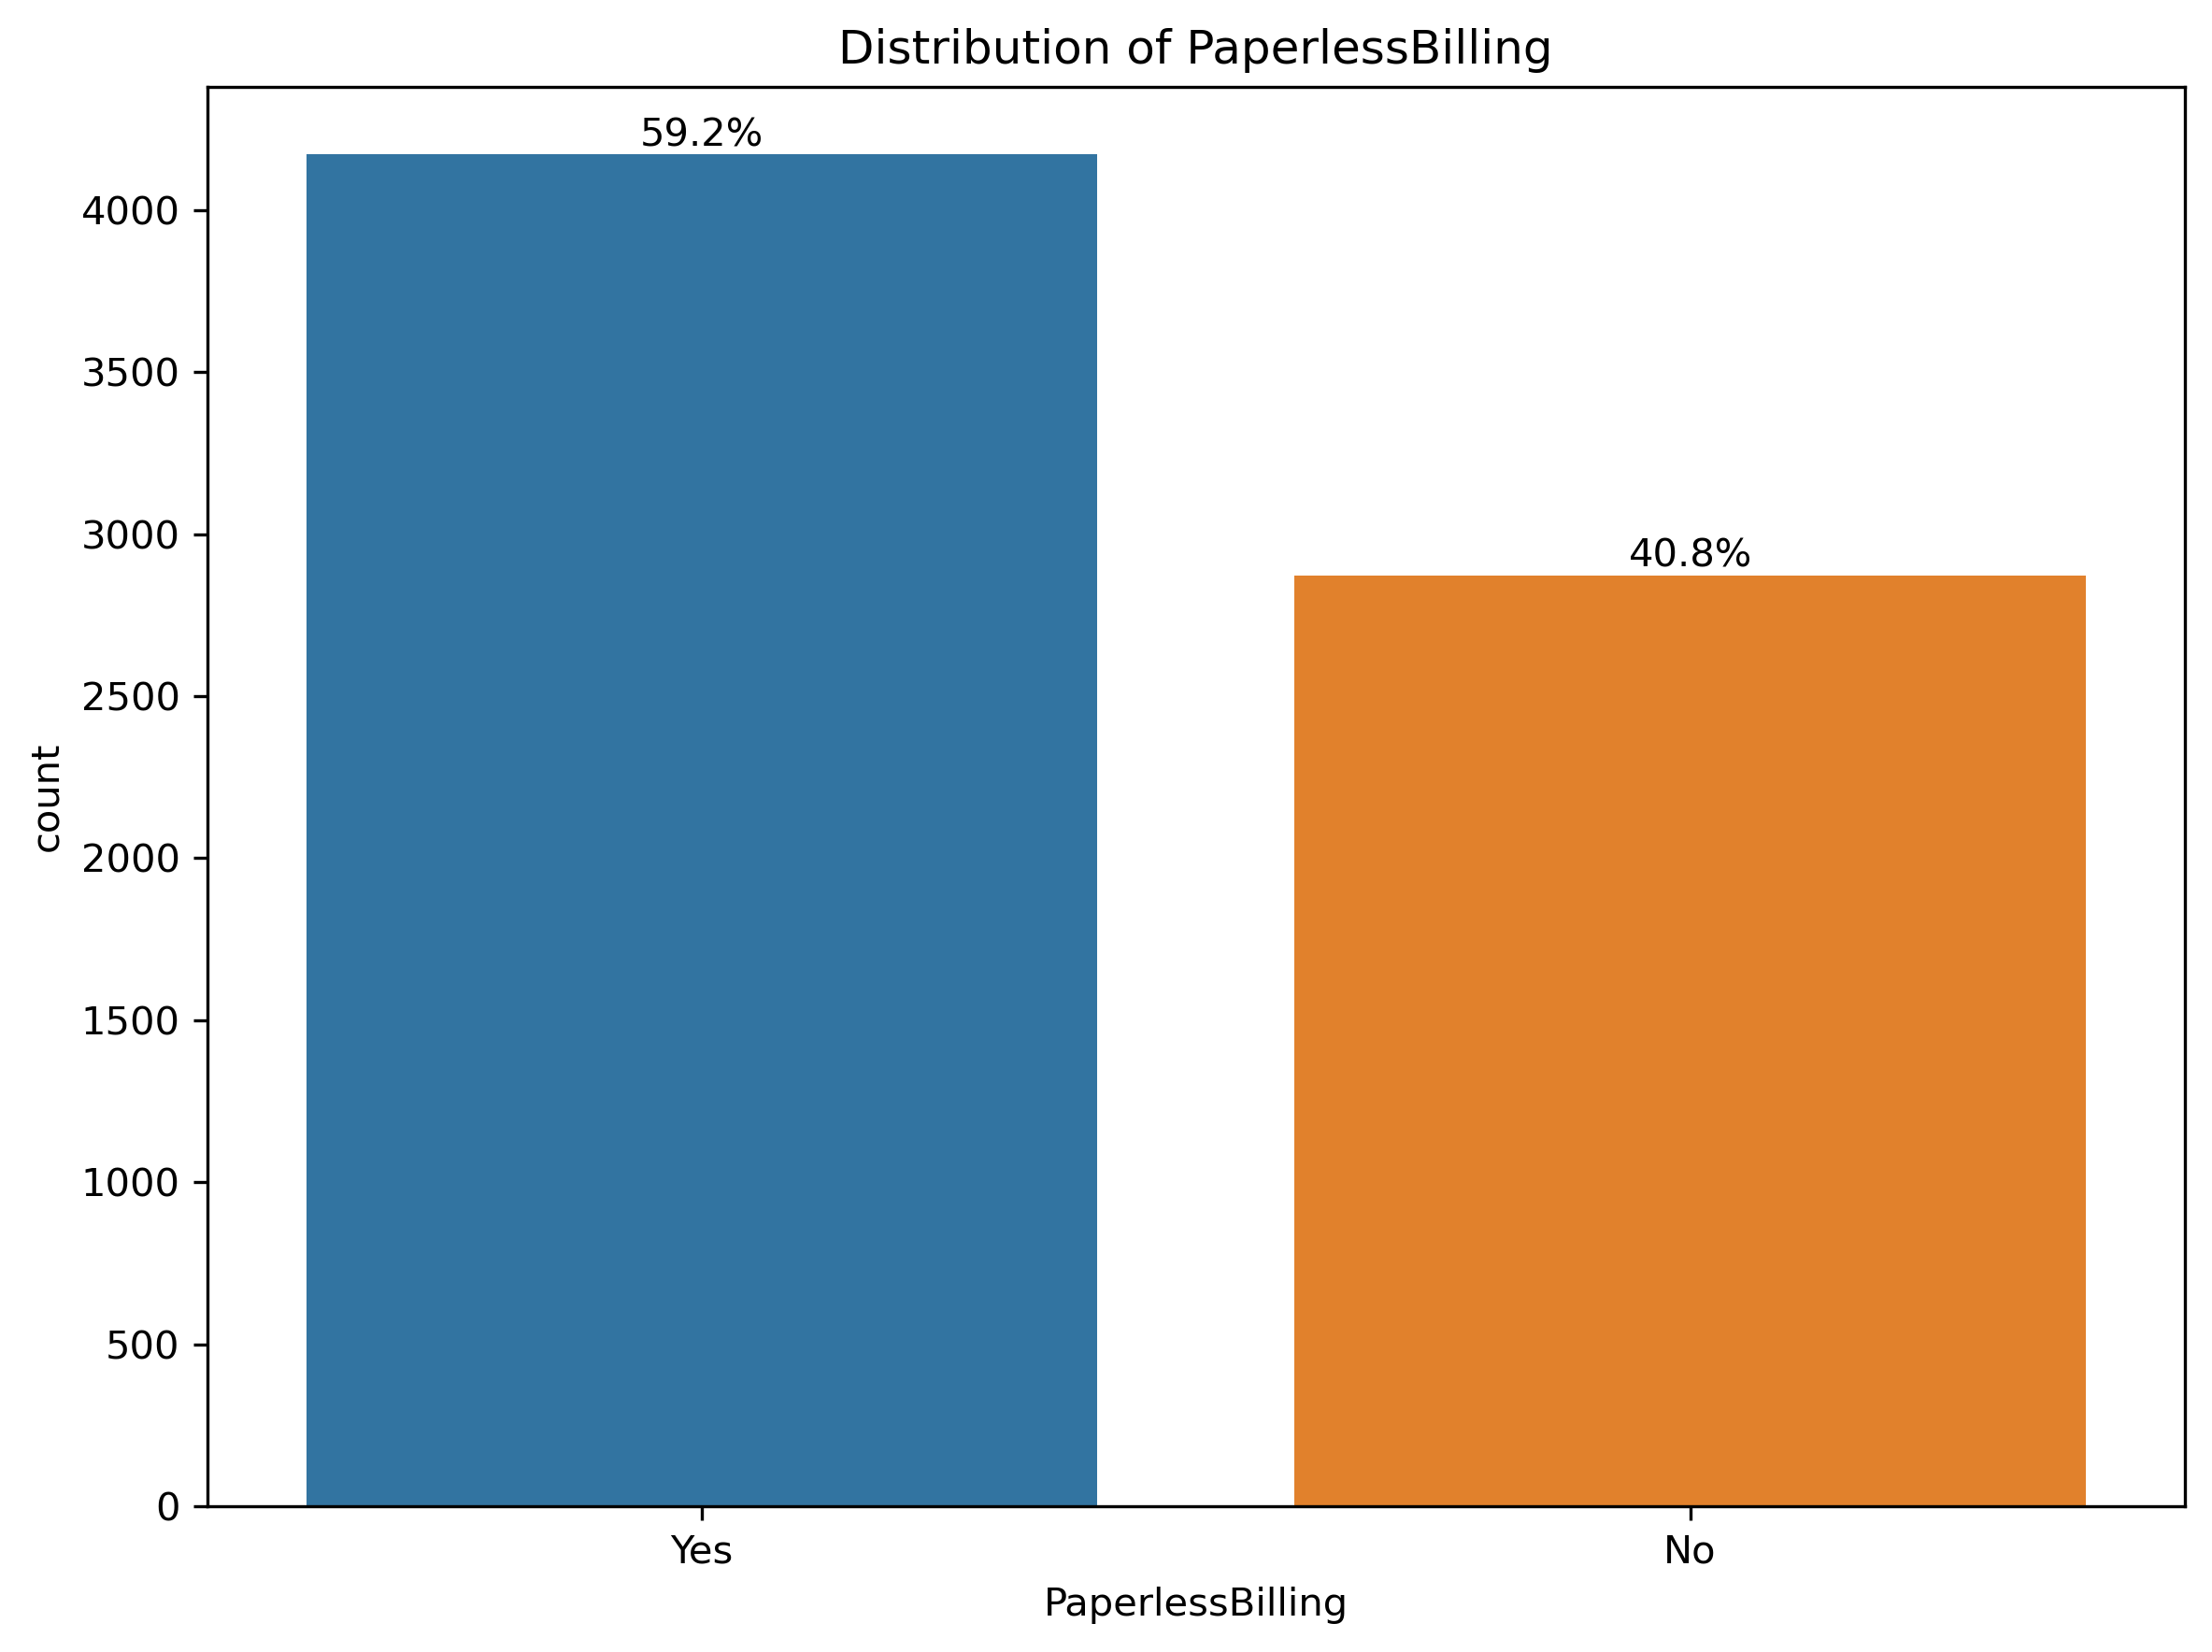 Distribution of PaperlessBilling
59.2%
40.8%
4000
3500
3000
2500
2000
1500
1000
500
0
count
Yes
No
PaperlessBilling